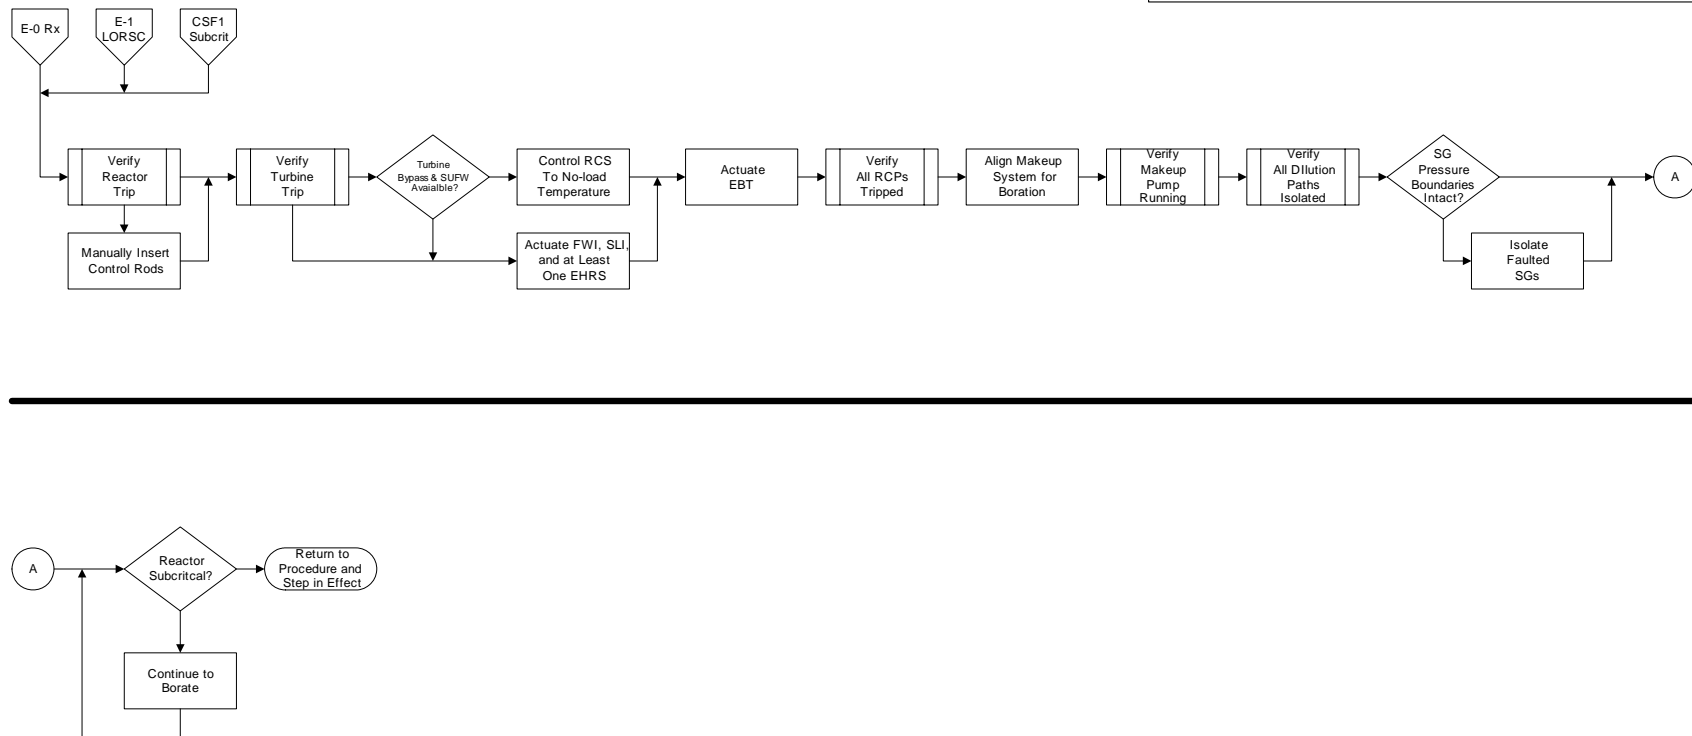 E-0 Rx
E-1
LORSC
CSF1
Subcrit
Verify
Reactor
Trip
Manually Insert
Control Rods
Verify
Turbine
Trip
Turbine
Bypass & SUFW
Avaialble?
Control RCS
To No-load
Temperature
Actuate FWI, SLI,
and at Least
One EHRS
Actuate
EBT
Verify
All RCPs
Tripped
Align Makeup
System for
Boration
Verify
Makeup
Pump
Running
Verify
All DIlution
Paths
Isolated
SG
Pressure
Boundaries
Intact?
Isolate
Faulted
SGs
A
A
Reactor
Subcritcal?
Return to
Procedure and
Step in Effect
Continue to
Borate